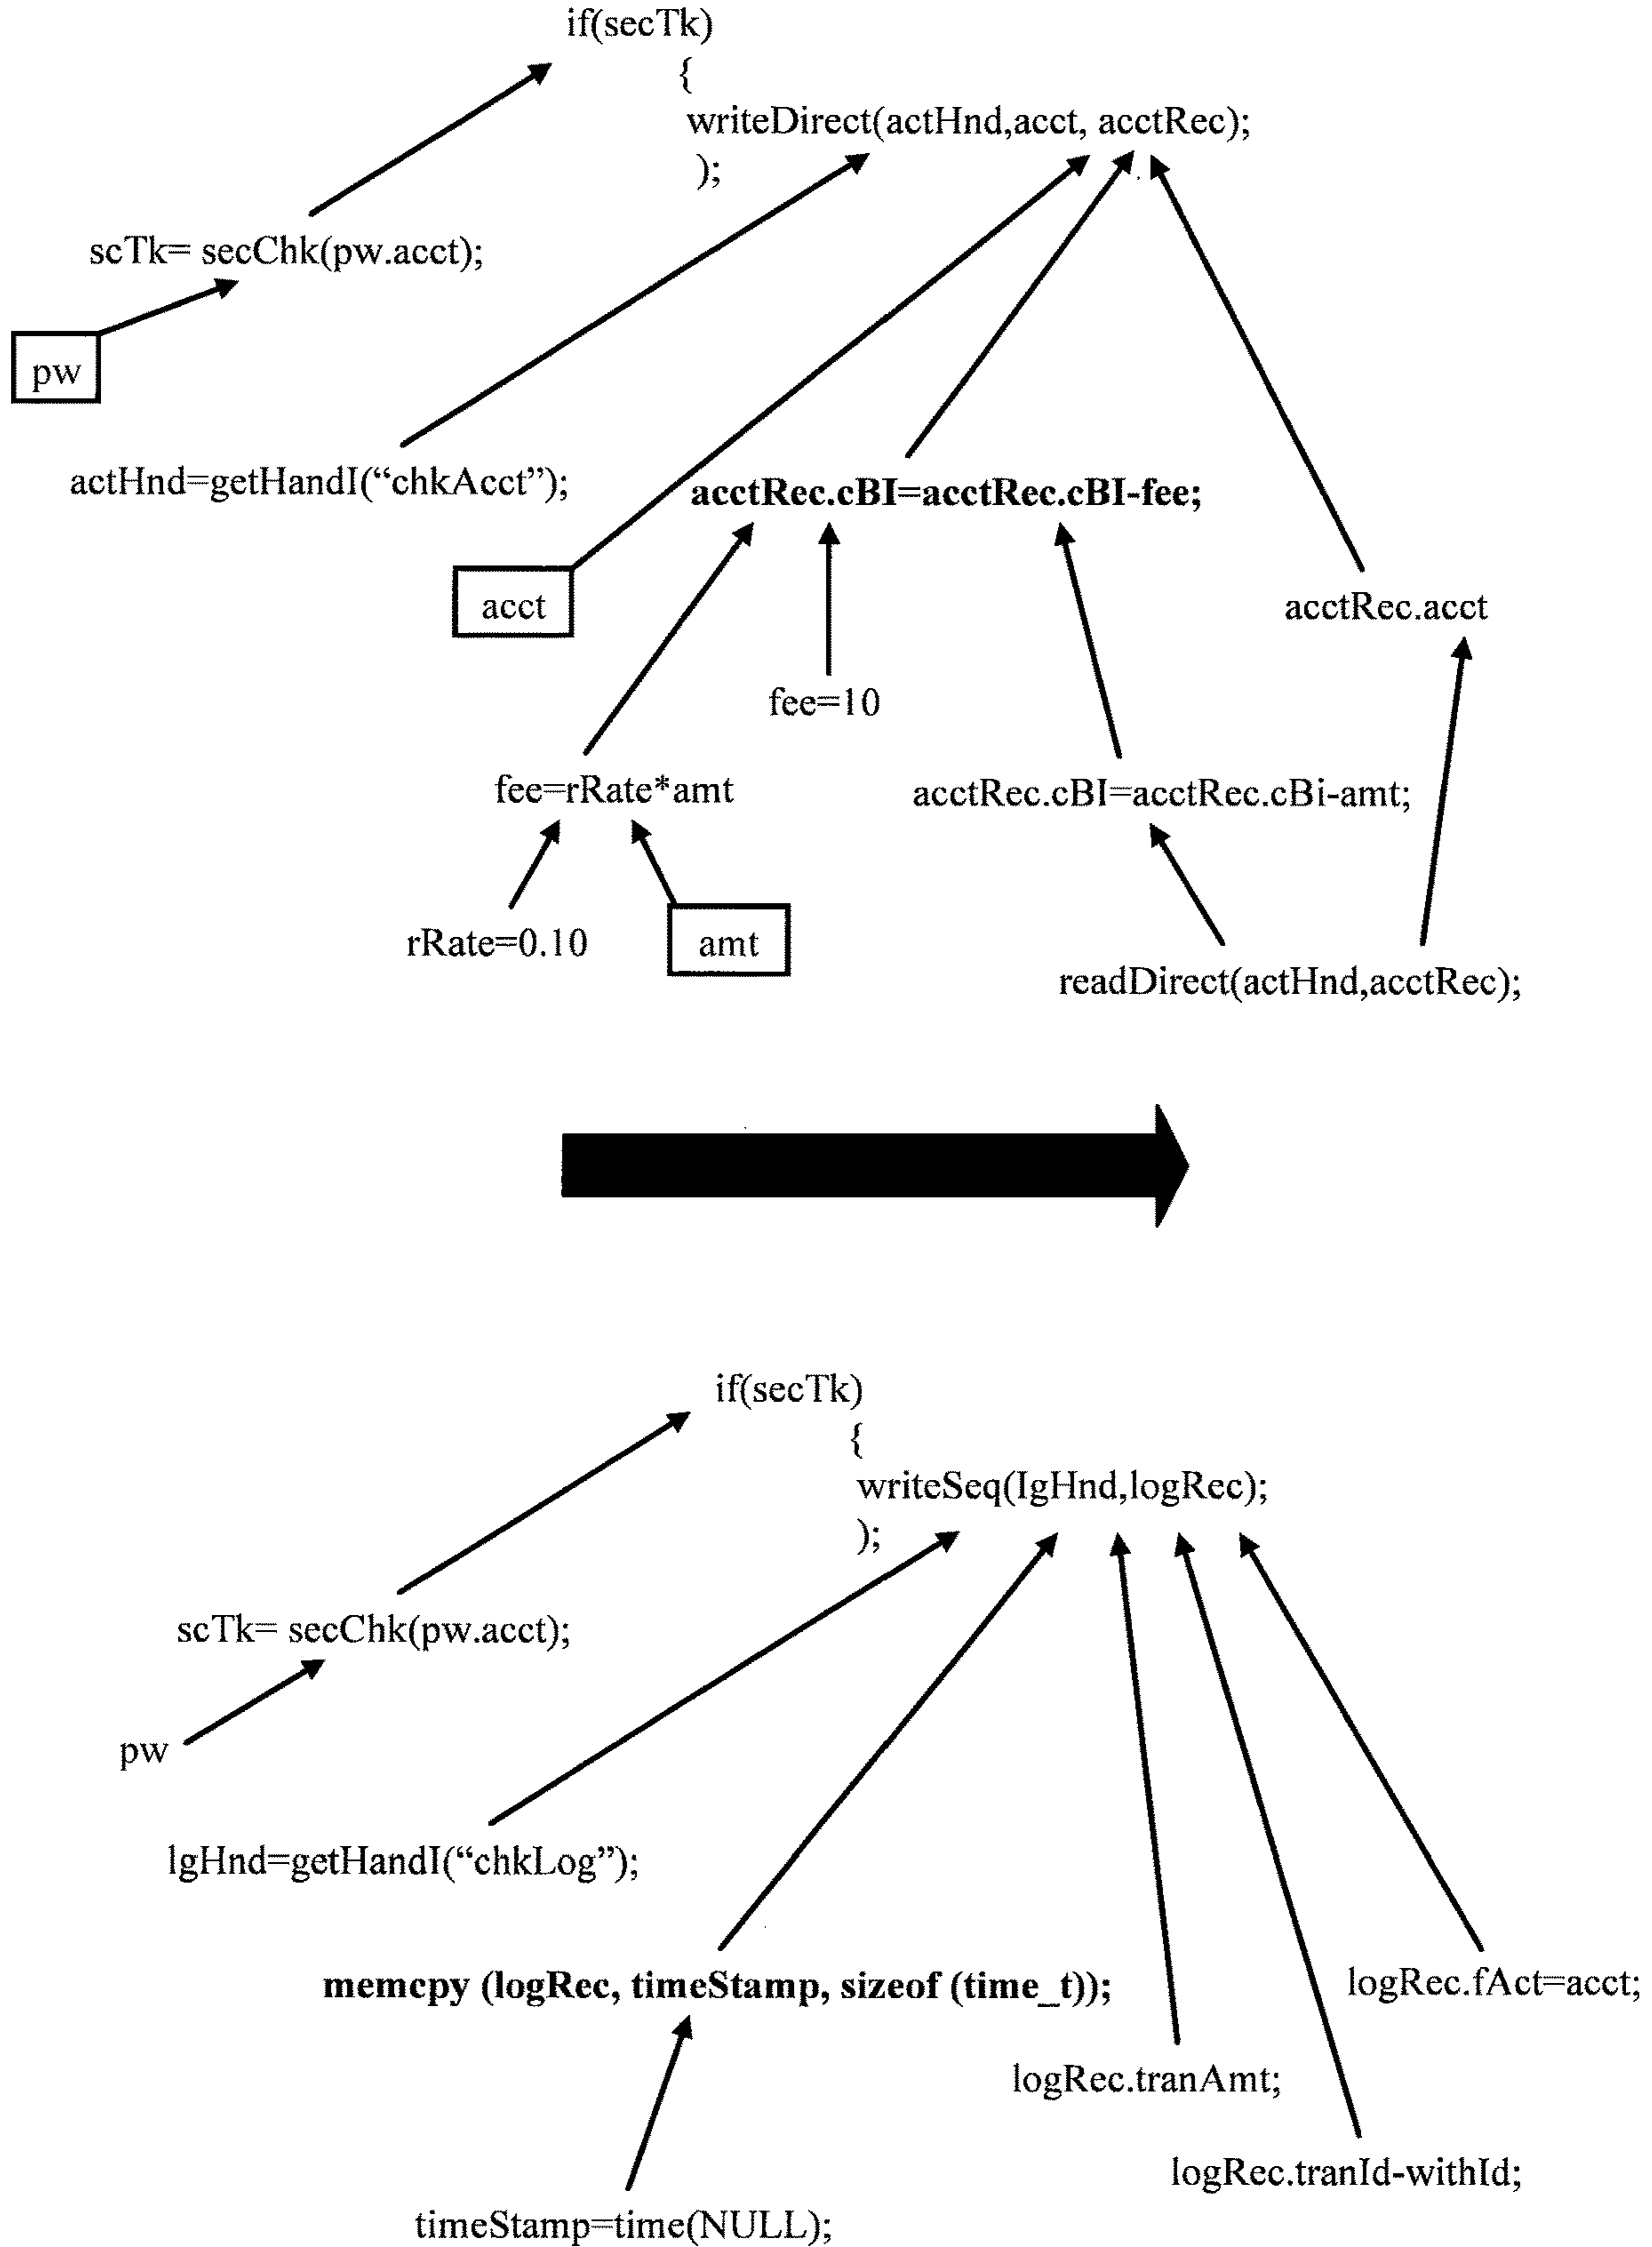 if(secTk)
{
writeDirect(actHnd,acct, acctRec);
);
scTk= secChk(pw.acct);
pw
actHnd=getHandI(“chkAcct”);
acctRec.cBI=acctRec.cBI-fee;
acct
acctRec.acct
fee=10
fee=rRate*amt
acctRec.cBI=acctRec.cBi-amt;
rRate=0.10
amt
readDirect(actHnd,acctRec);
if(secTk)
{
writeSeq(IgHnd,logRec);
);
scTk= secChk(pw.acct);
pw
lgHnd=getHandI(“chkLog”);
memcpy (logRec, timeStamp, sizeof (time_t));
logRec.fAct=acct;
logRec.tranAmt;
logRec.tranId-withId;
timeStamp=time(NULL);